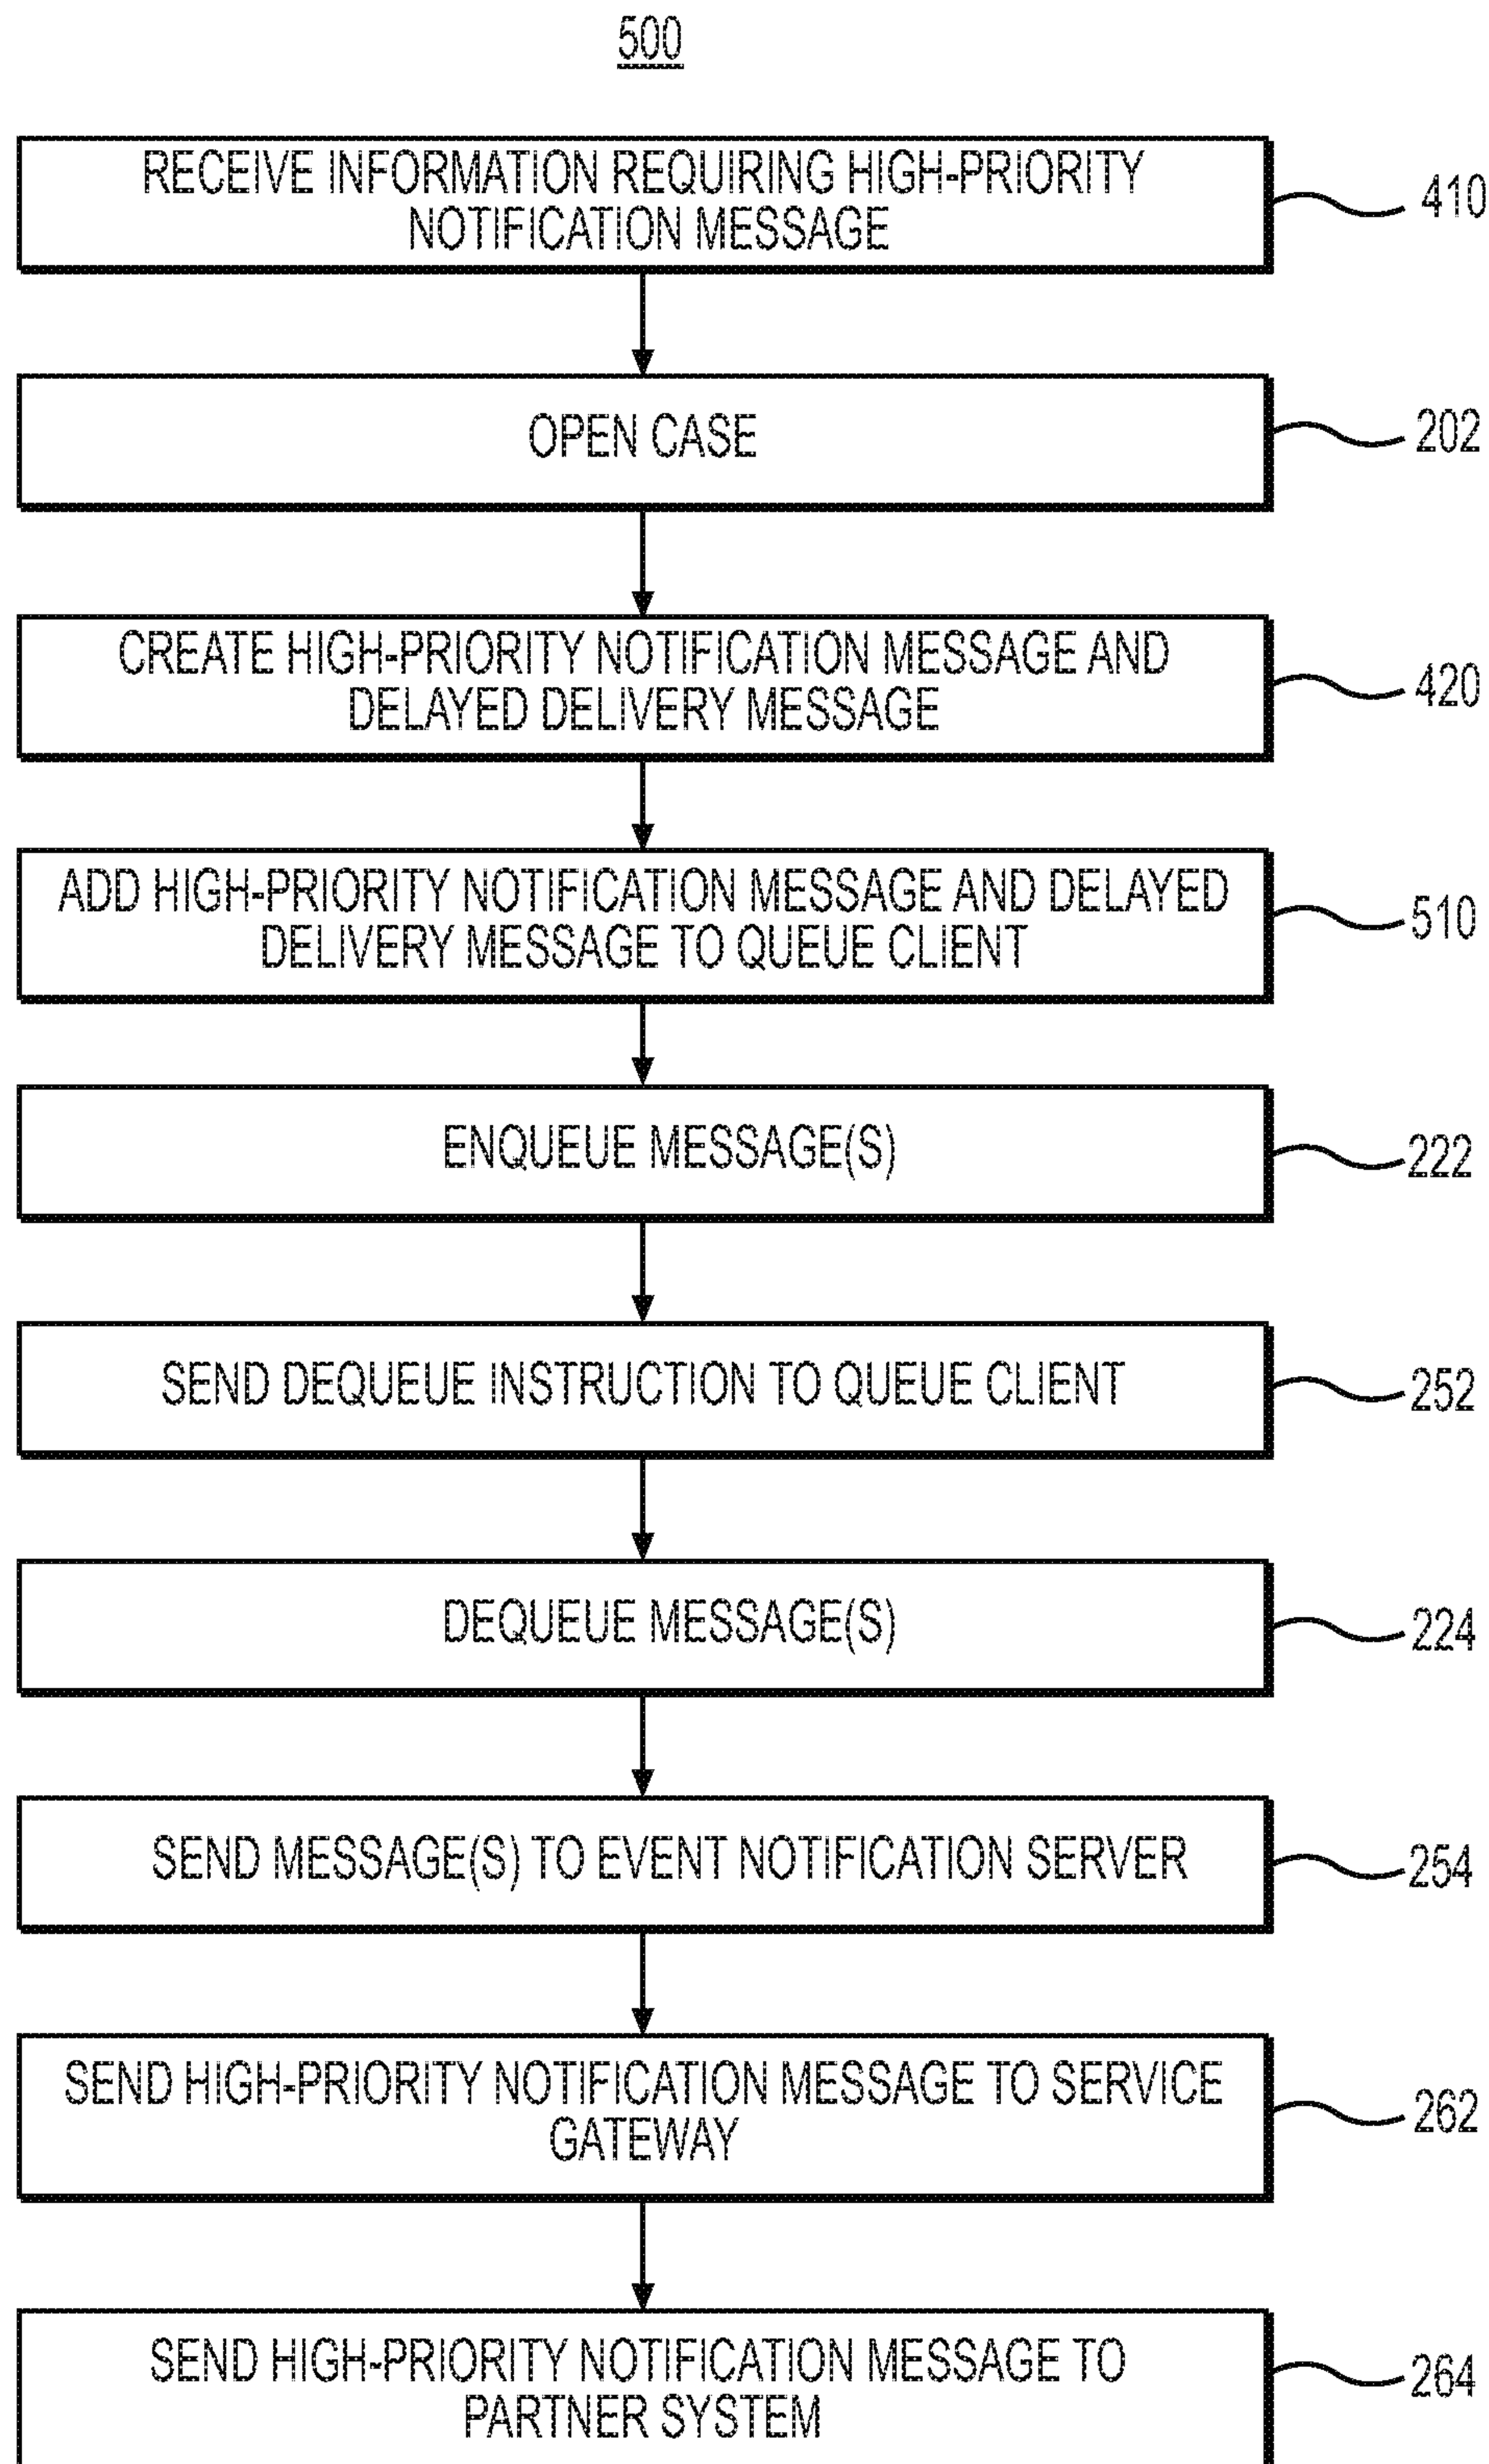 500
RECEIVE INFORMATION REQUIRING HIGH-PRIORITY
NOTIFICATION MESSAGE
410
OPEN CASE
202
CREATE HIGH-PRIORITY NOTIFICATION MESSAGE AND
DELAYED DELIVERY MESSAGE
420
ADD HIGH-PRIORITY NOTIFICATION MESSAGE AND DELAYED
DELIVERY MESSAGE TO QUEUE CLIENT
510
ENQUEUE MESSAGE(S)
222
SEND DEQUEUE INSTRUCTION TO QUEUE CLIENT
252
DEQUEUE MESSAGE(S)
224
SEND MESSAGE(S) TO EVENT NOTIFICATION SERVER
254
SEND HIGH-PRIORITY NOTIFICATION MESSAGE TO SERVICE
GATEWAY
262
SEND HIGH-PRIORITY NOTIFICATION MESSAGE TO
PARTNER SYSTEM
264